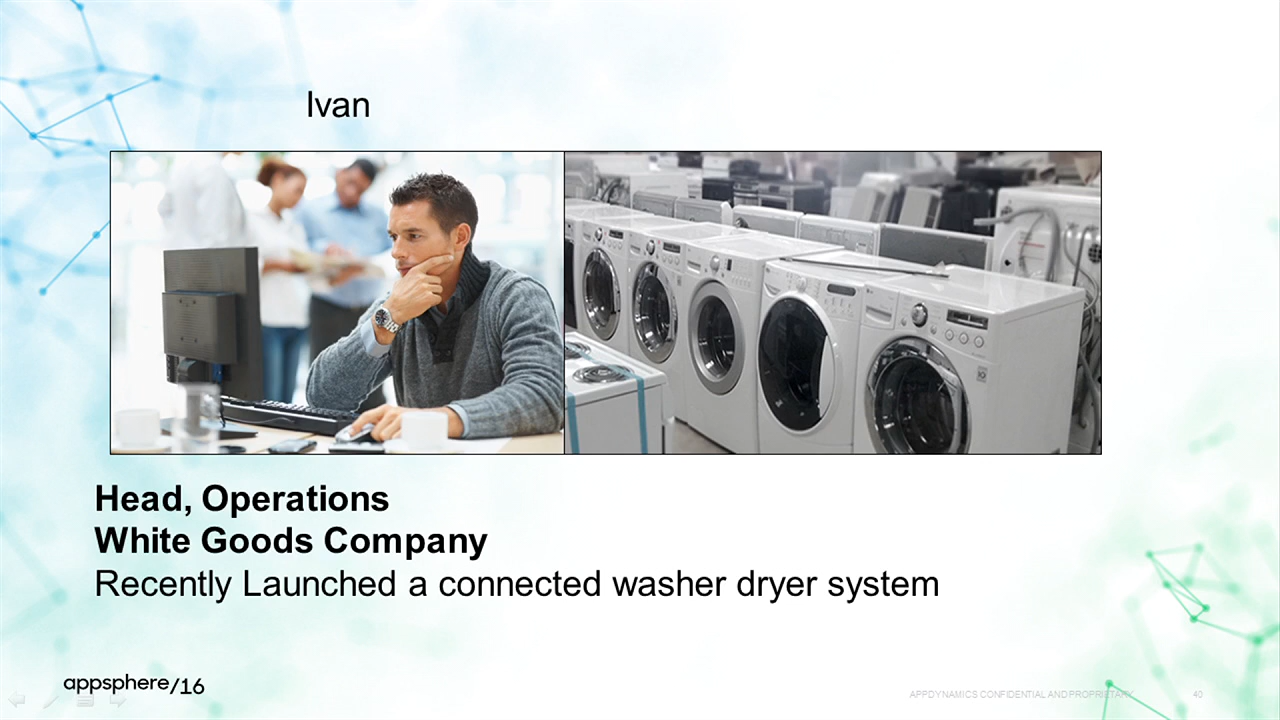 Ivan
Head, Operations
White Goods Company
Recently Launched a connected washer dryer system
appsphere/16
APPDYNAMICS CONFIDENTIAL AND PROPRIETARY
40